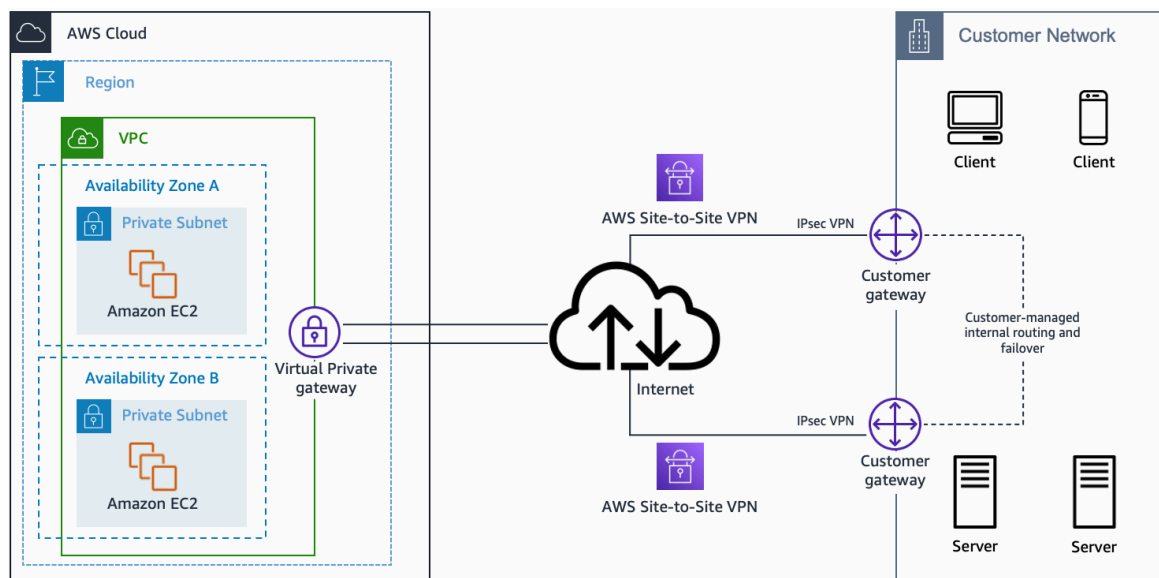 AWS Cloud
Region
VPC
Availability Zone A
Private Subnet
Amazon EC2
Availability Zone B
Private Subnet
Amazon EC2
Virtual Private
gateway
AWS Site-to-Site VPN
Internet
AWS Site-to-Site VPN
IPsec VPN
IPsec VPN
Customer Network
Client
Client
Customer
gateway
Customer-managed
internal routing and
failover
Customer
gateway
Server
Server